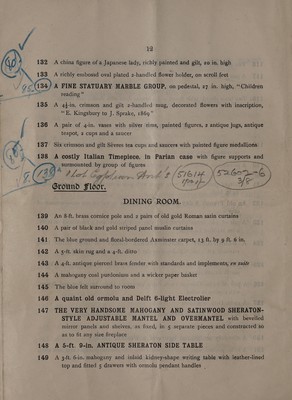 12
132 A china figure of a Japanese lady, richly painted and gilt, 20 in. high
133 A richly embossed oval plated 2-handled flower holder, on scroll feet
134 A FINE STATUARY MARBLE GROUP, on pedestal, 27 in. high, "Children
reading"
135 A 4½-in. crimson and gilt 2-handled mug, decorated flowers with inscription,
"E. Kingsbury to J. Sprake, 1869"
136 A pair of 4-in. vases with silver rims, painted figures, 2 antique jugs, antique
teapot, 2 cups and a saucer
137 Six crimson and gilt Sèvres tea cups and saucers with painted figure medallions
138 A costly Italian Timepiece, in Parian case with figure supports and
surmounted by group of figures
Ground Floor.
DINING ROOM.
139 An 8-ft. brass cornice pole and 2 pairs of old gold Roman satin curtains
140 A pair of black and gold striped panel muslin curtains
141 The blue ground and floral-bordered Axminster carpet, 13 ft. by 9 ft. 6 in.
142 A 5-ft. skin rug and a 4-ft. ditto
143 A 4-ft. antique pierced brass fender with standards and implements, en suite
144 A mahogany coal purdonium and a wicker paper basket
145 The blue felt surround to room
146 A quaint old ormolu and Delft 6-light Electrolier
147 THE VERY HANDSOME MAHOGANY AND SATINWOOD SHERATON-
STYLE ADJUSTABLE MANTEL AND OVERMANTEL with bevelled
mirror panels and shelves, as fixed, in 5 separate pieces and constructed so
as to fit any size fireplace
148 A 5-ft. 9-in. ANTIQUE SHERATON SIDE TABLE
149 A 3-ft. 6-in. mahogany and inlaid kidney-shape writing table with leather-lined
top and fitted 5 drawers with ormolu pendant handles